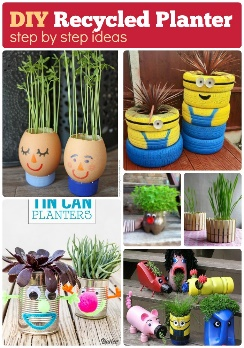 DIY Recycled Planter
step by step ideas
TIN CAN
PLANTERS